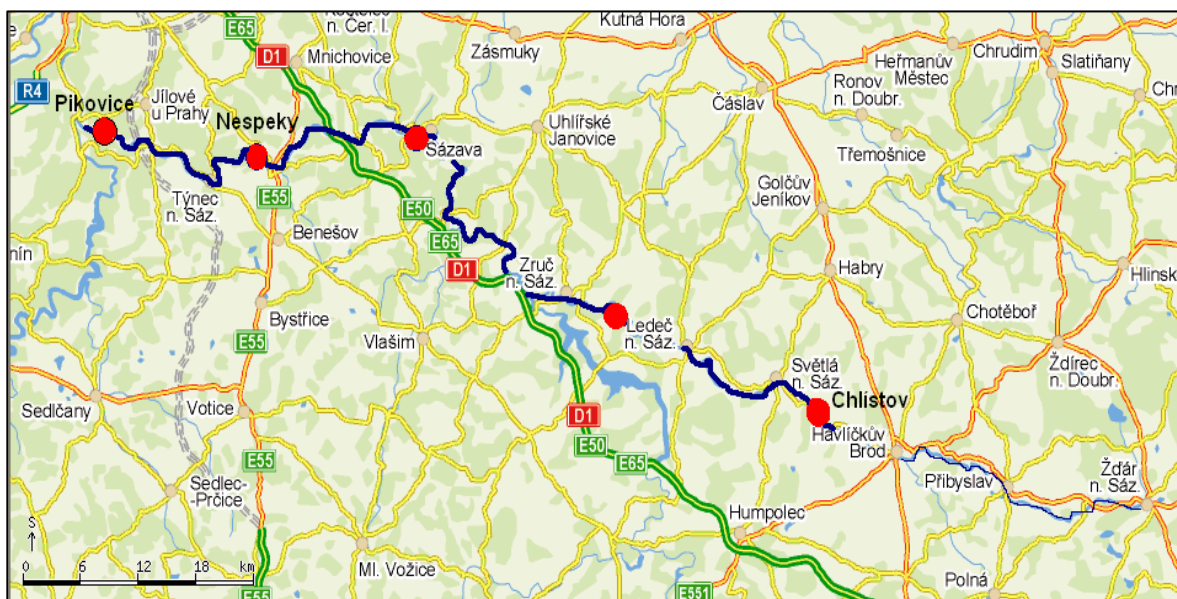 Kutná Hora
n. Čer. l.
E65
D1
Mnichovice
Zásmuky
Heřmanův
Městec
Chrudim
Slatiňany
R4
Jílové
u Prahy
Pikovice
Nespeky
Čáslav
Ronov
n. Doubr.
Uhlířské
Janovice
Sázava
Třemošnice
Týnec
n. Sáz.
E55
E50
Golčův
Jeníkov
Benešov
E65
D1
Zruč
n. Sáz.
Habry
Hlinsk
Bystřice
Vlašim
Ledeč
n. Sáz.
Chotěboř
E55
Světlá
n. Sáz.
Ždírec
n. Doubr.
Sedlčany
Votice
D1
Chlístov
E50
Havlíčkův
Brod
E55
E65
Přibyslav
Žďár
n. Sáz.
Sedlec-
Prčice
Humpolec
S
0 6 12 18 km
Ml. Vožice
Polná
E55
E551